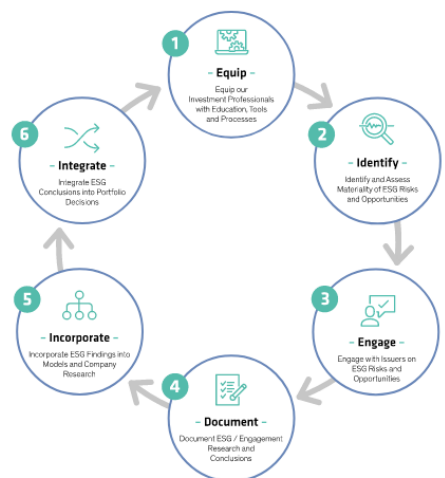 1
- Equip -
Equip our
Investment Professionals
with Education, Tools
and Processes
2
- Identify -
Identify and Assess
Materiality of ESG Risks
and Opportunities
3
- Engage -
Engage with Issuers on
ESG Risks and
Opportunities
4
- Document -
Document ESG / Engagement
Research and
Conclusions
5
- Incorporate -
Incorporate ESG Findings into
Models and Company
Research
6
- Integrate -
Integrate ESG
Conclusions into Portfolio
Decisions